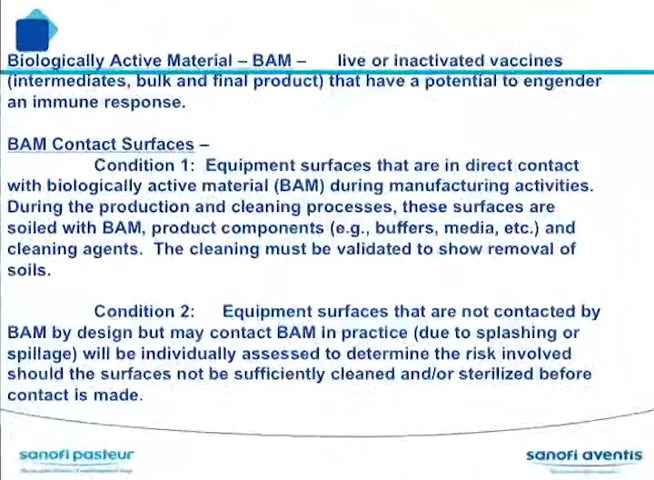 Biologically Active Material – BAM – live or inactivated vaccines
(intermediates, bulk and final product) that have a potential to engender
an immune response.
BAM Contact Surfaces –
Condition 1: Equipment surfaces that are in direct contact
with biologically active material (BAM) during manufacturing activities.
During the production and cleaning processes, these surfaces are
soiled with BAM, product components (e.g., buffers, media, etc.) and
cleaning agents. The cleaning must be validated to show removal of
soils.
Condition 2: Equipment surfaces that are not contacted by
BAM by design but may contact BAM in practice (due to splashing or
spillage) will be individually assessed to determine the risk involved
should the surfaces not be sufficiently cleaned and/or sterilized before
contact is made.
sanofi pasteur
sanofi aventis